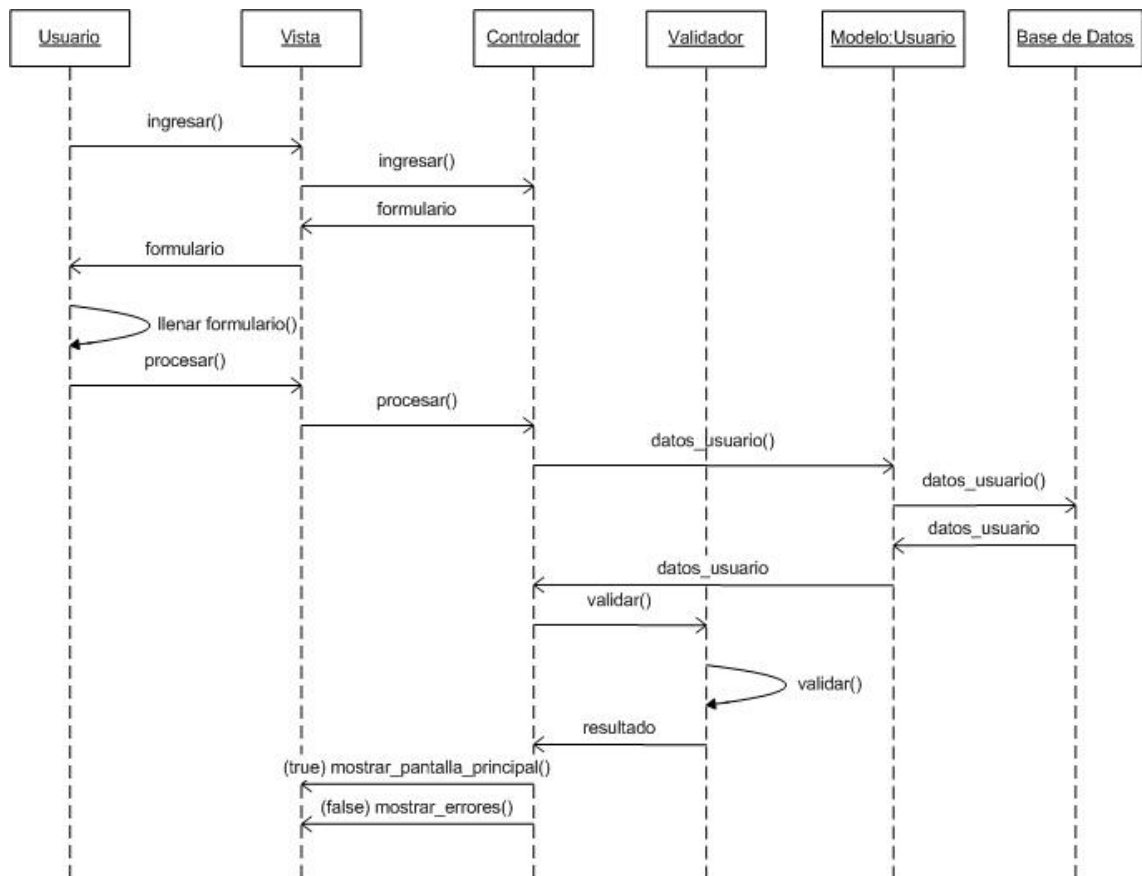 Usuario
Vista
Controlador
Validador
Modelo:Usuario
Base de Datos
ingresar()
ingresar()
formulario
formulario
llenar formulario()
procesar()
procesar()
datos_usuario()
datos_usuario()
datos_usuario
datos_usuario
validar()
validar()
resultado
(true) mostrar_pantalla_principal()
(false) mostrar_errores()